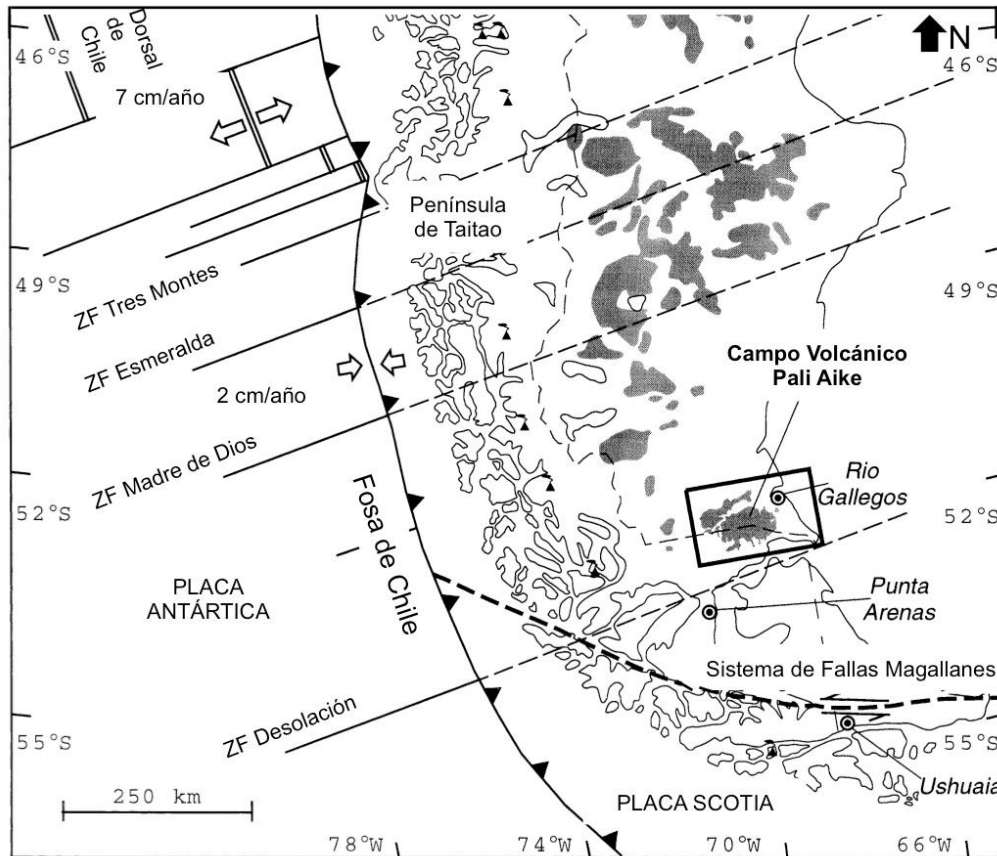 Dorsal
de
Chile
N
46°S
46°S
7 cm/año
Península
de Taitao
ZF Tres Montes
49°S
49°S
ZF Esmeralda
Campo Volcánico
Pali Aike
2 cm/año
ZF Madre de Dios
Rio
Gallegos
Fosa de Chile
52°S
52°S
PLACA
ANTÁRTICA
Punta
Arenas
Sistema de Fallas Magallanes
ZF Desolación
55°S
55°S
Ushuaia
250 km
PLACA SCOTIA
78°W
74°W
70°W
66°W